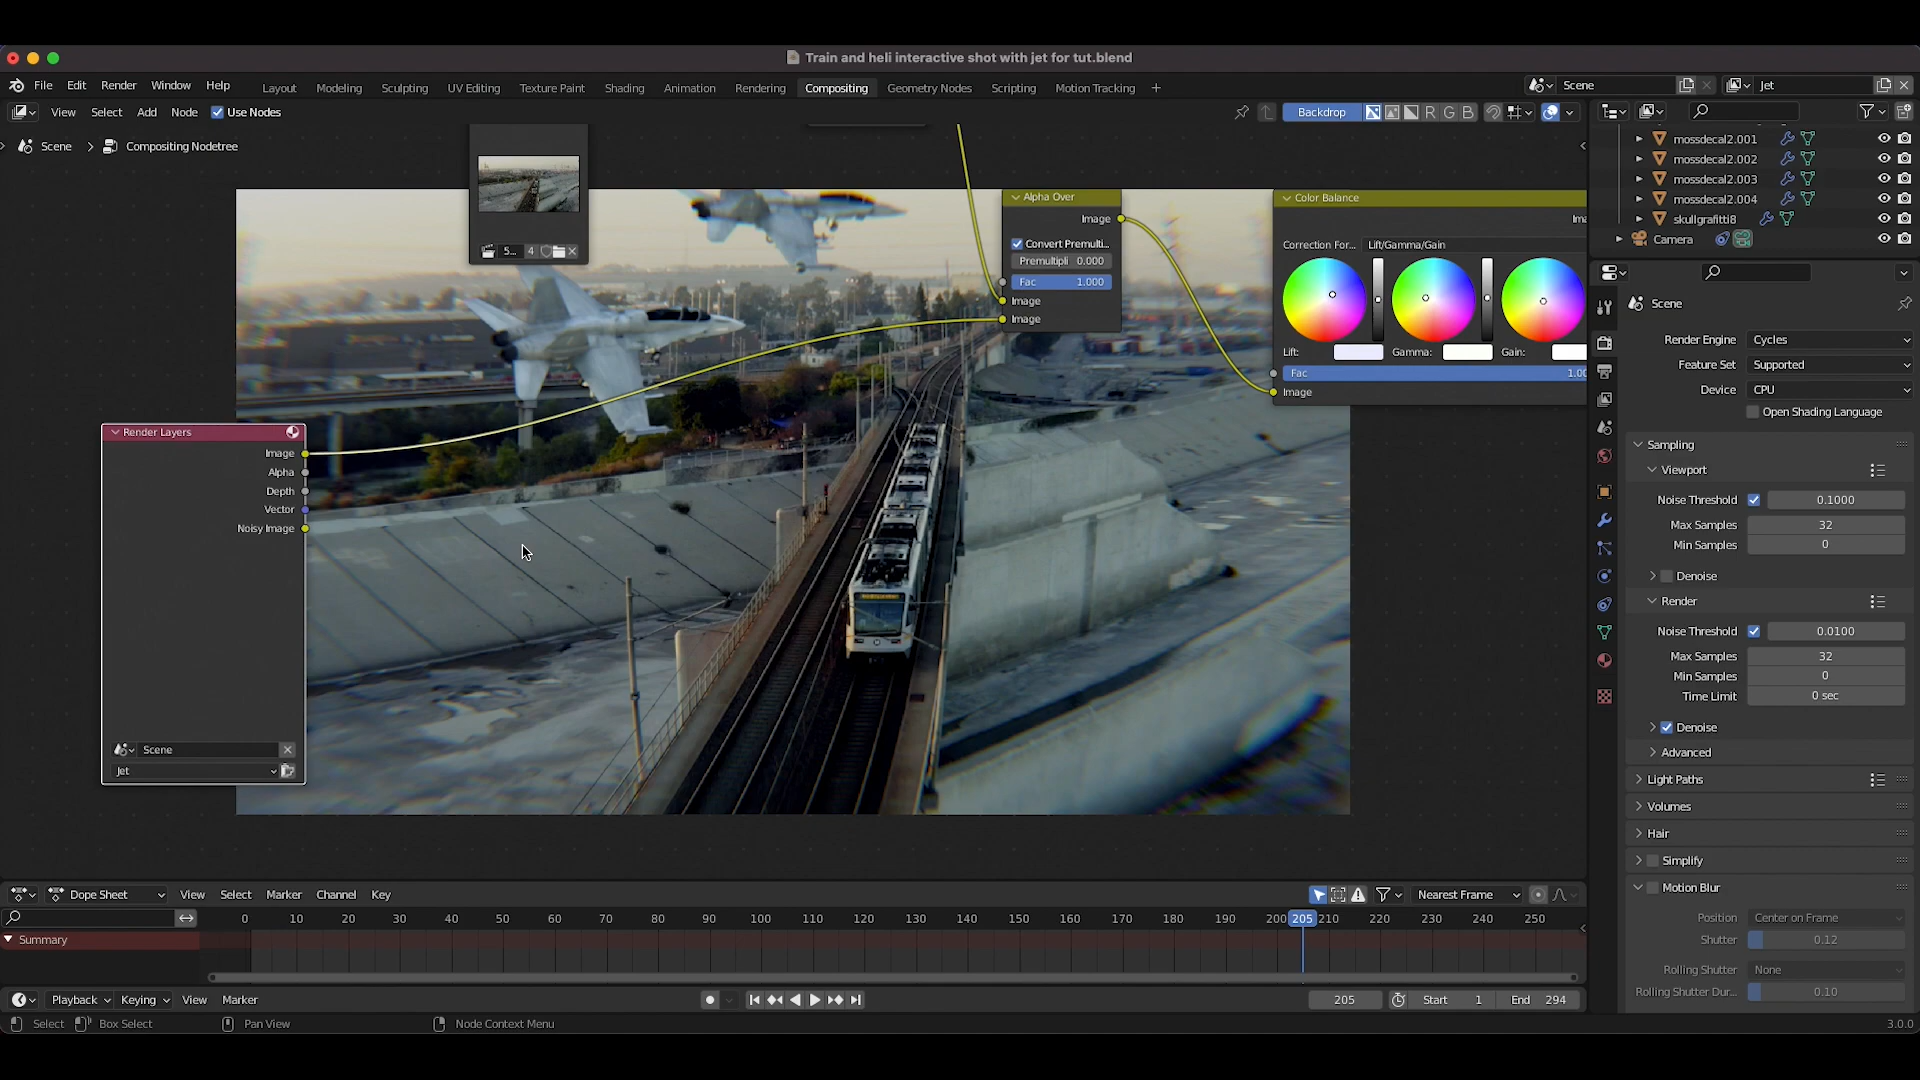 Train and heli interactive shot with jet for tut.blend
File Edit Render Window Help
Layout Modeling Sculpting UV Editing Texture Paint Shading Animation Rendering Compositing Geometry Nodes Scripting Motion Tracking +
Scene
Jet
View Select Add Node Use Nodes
Backdrop R G B
Scene > Compositing Nodetree
mossdecal2.001
mossdecal2.002
mossdecal2.003
mossdecal2.004
skullgrafitti8
Camera
5... 4
Alpha Over
Image
Convert Premulti...
Premultipli 0.000
Fac 1.000
Image
Image
Color Balance
Ima
Correction For... Lift/Gamma/Gain
Lift: Gamma: Gain:
Fac 1.00
Image
Render Layers
Image
Alpha
Depth
Vector
Noisy Image
Scene
Jet
Scene
Render Engine Cycles
Feature Set Supported
Device CPU
Open Shading Language
Sampling
Viewport
Noise Threshold 0.1000
Max Samples 32
Min Samples 0
Denoise
Render
Noise Threshold 0.0100
Max Samples 32
Min Samples 0
Time Limit 0 sec
Denoise
Advanced
Light Paths
Volumes
Hair
Simplify
Motion Blur
Position Center on Frame
Shutter 0.12
Rolling Shutter None
Rolling Shutter Dur... 0.10
Dope Sheet View Select Marker Channel Key
Nearest Frame
0 10 20 30 40 50 60 70 80 90 100 110 120 130 140 150 160 170 180 190 200 205 210 220 230 240 250
Summary
Playback Keying View Marker
205 Start 1 End 294
Select Box Select Pan View Node Context Menu
3.0.0